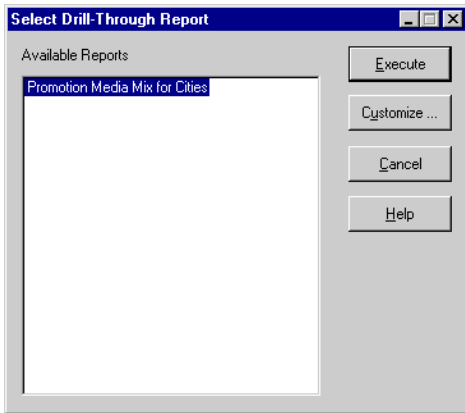 Select Drill-Through Report
Available Reports
Promotion Media Mix for Cities
Execute
Customize ...
Cancel
Help